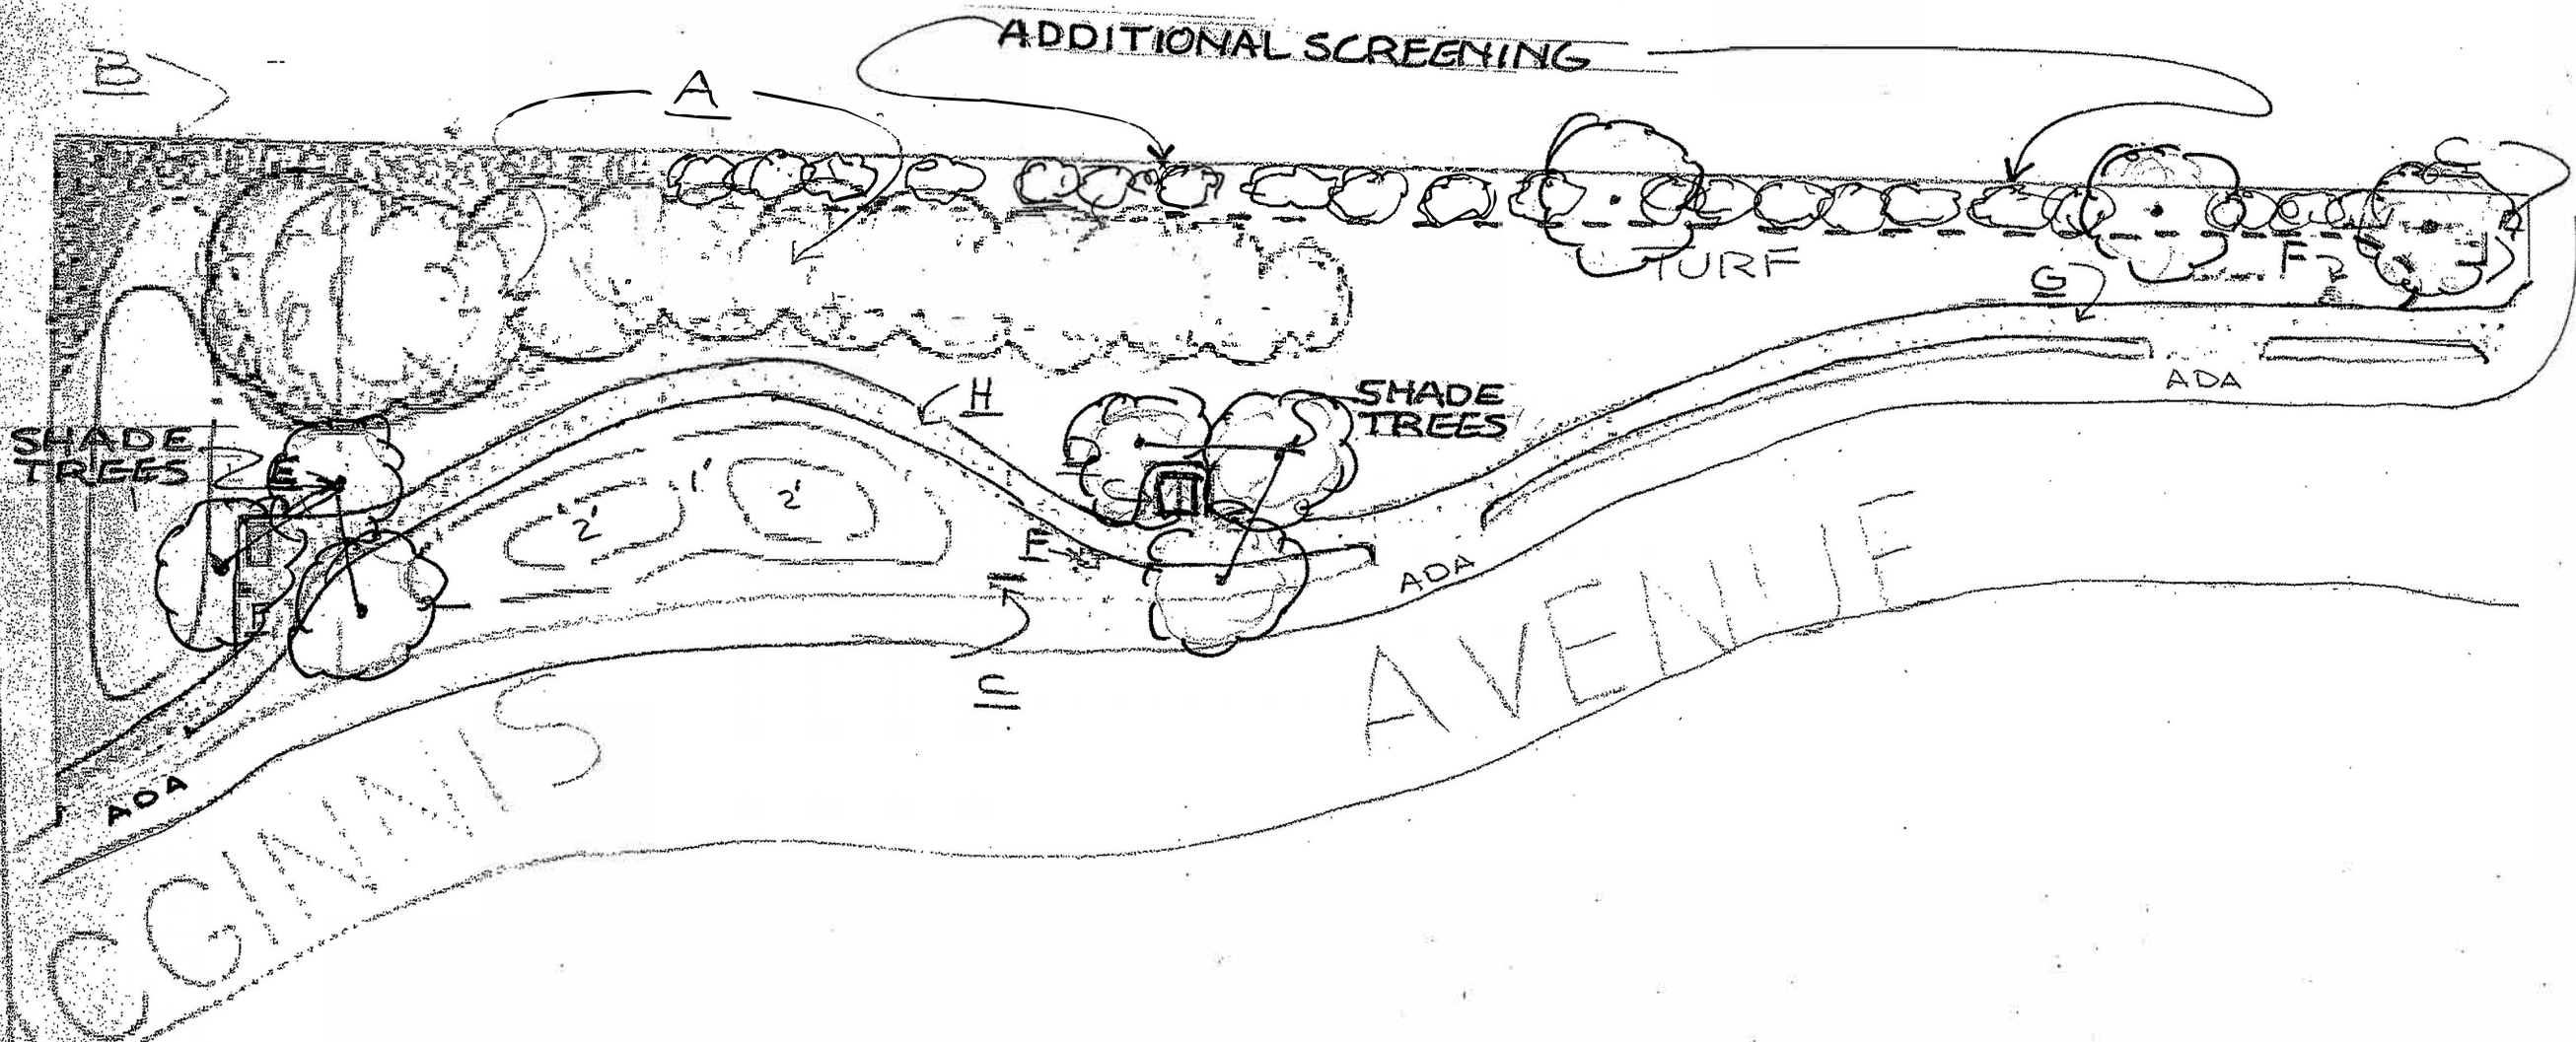 ADDITIONAL SCREENING
B
A
C
TURF
F
G
ADA
H
SHADE
TREES
SHADE
TREES
E
D
1'
2'
2'
F
F
ADA
C
ADA
CGINNIS
AVENUE